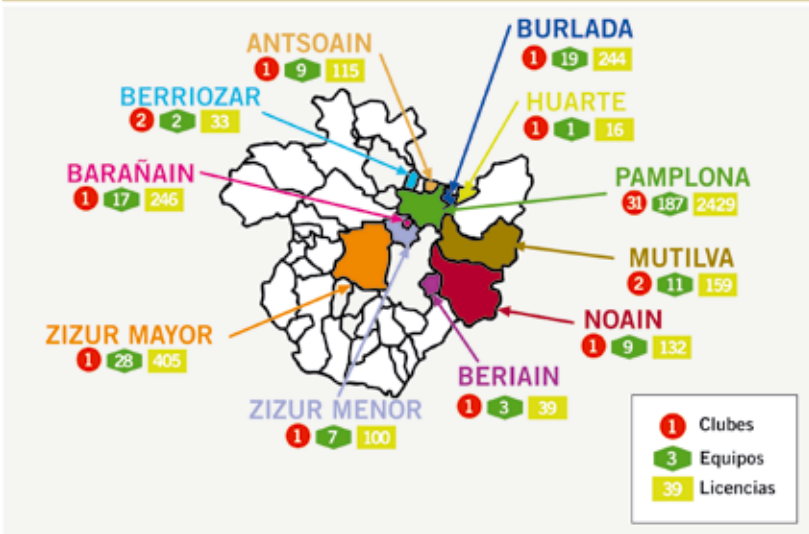 ANTSOAIN
1 9 115
BURLADA
1 19 244
BERRIOZAR
2 2 33
HUARTE
1 1 16
BARAÑAIN
1 17 246
PAMPLONA
31 187 2429
MUTILVA
2 11 159
ZIZUR MAYOR
1 28 405
NOAIN
1 9 132
BERIAIN
1 3 39
ZIZUR MENOR
1 7 100
1 Clubes
3 Equipos
39 Licencias